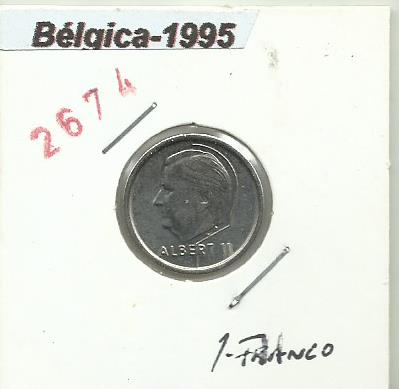 Bélgica-1995
2674
ALBERT II
1-FRANCO